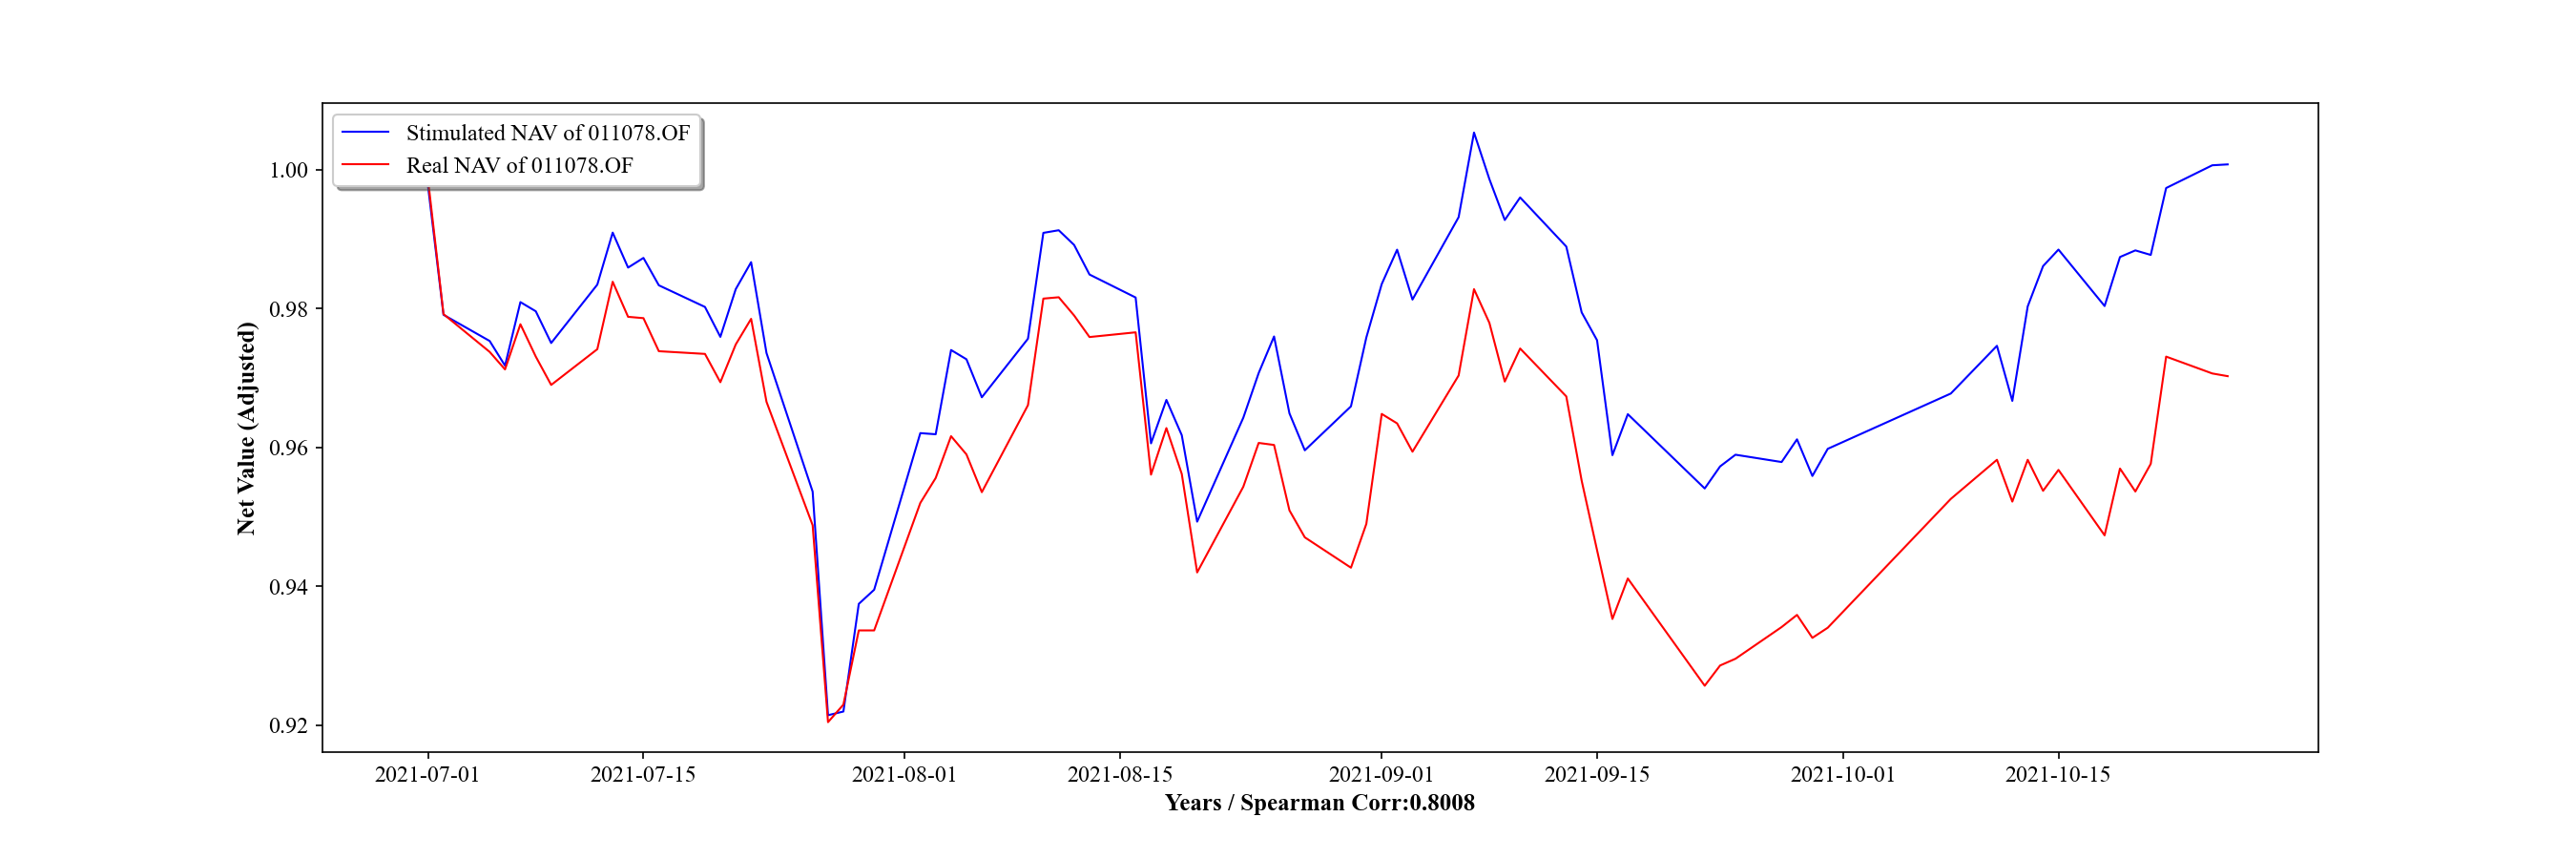 Stimulated NAV of 011078.OF
Real NAV of 011078.OF
1.00
0.98
0.96
0.94
0.92
Net Value (Adjusted)
2021-07-01 2021-07-15 2021-08-01 2021-08-15 2021-09-01 2021-09-15 2021-10-01 2021-10-15
Years / Spearman Corr:0.8008